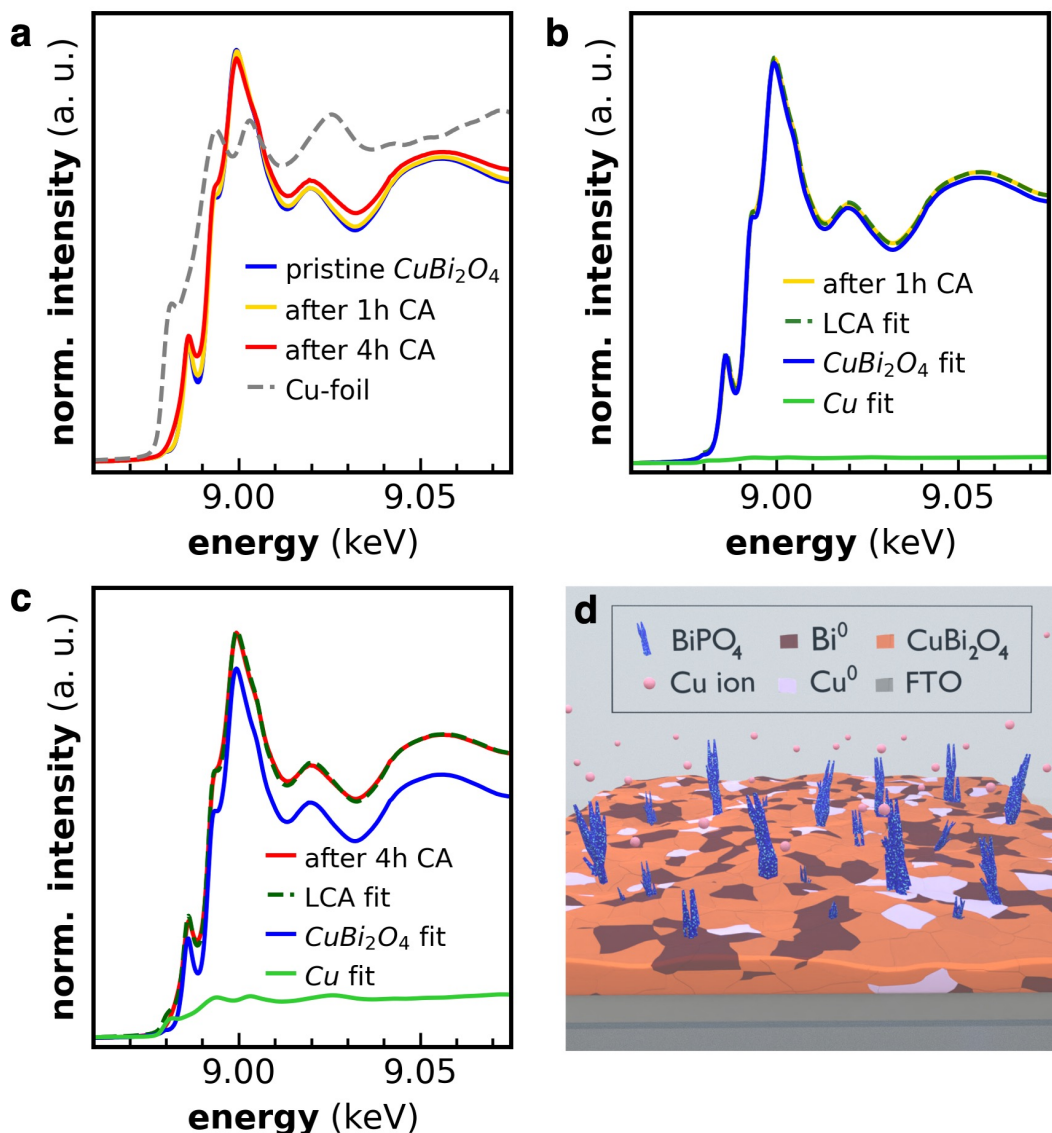 a
norm. intensity (a. u.)
pristine CuBi₂O₄
after 1h CA
after 4h CA
Cu-foil
9.00 9.05
energy (keV)
b
norm. intensity (a. u.)
after 1h CA
LCA fit
CuBi₂O₄ fit
Cu fit
9.00 9.05
energy (keV)
c
norm. intensity (a. u.)
after 4h CA
LCA fit
CuBi₂O₄ fit
Cu fit
9.00 9.05
energy (keV)
d
BiPO₄ Bi⁰ CuBi₂O₄
Cu ion Cu⁰ FTO